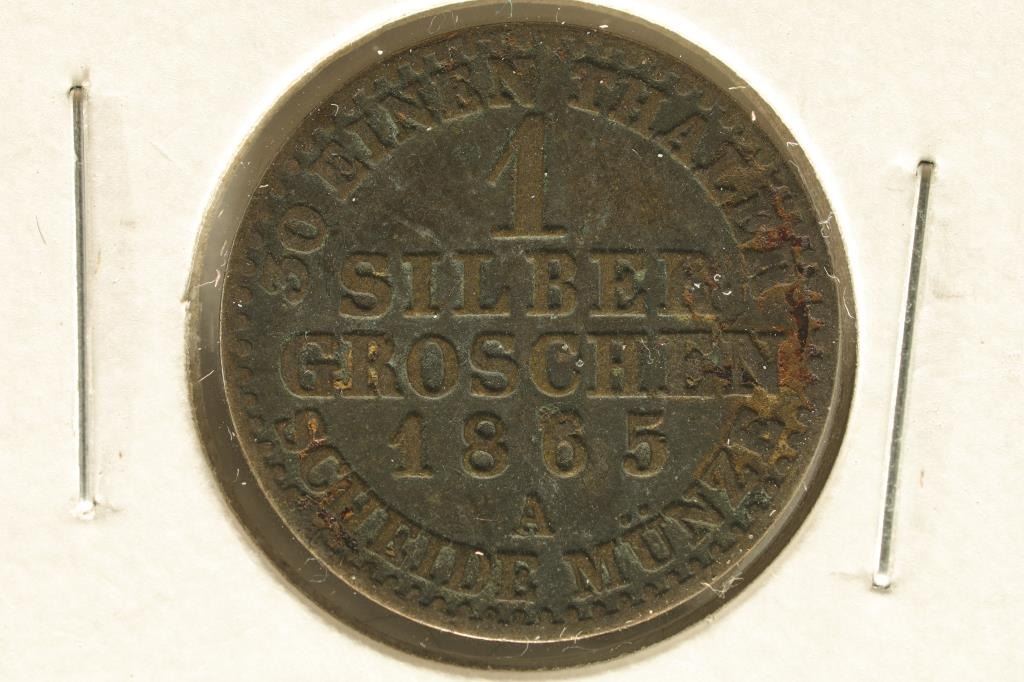 30 EINEN THALER
1
SILBER
GROSCHEN
1865
A
SCHEIDE MÜNZE